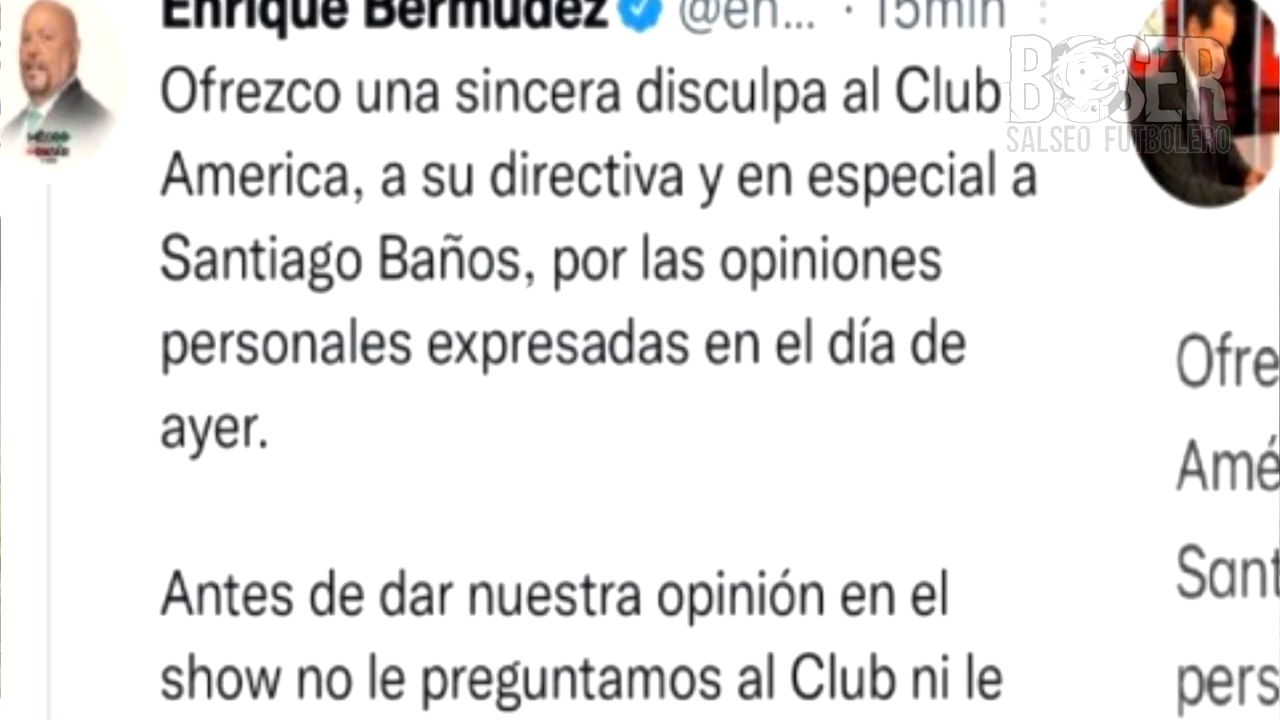 Enrique Bermúdez @en... · 15min
Ofrezco una sincera disculpa al Club
America, a su directiva y en especial a
Santiago Baños, por las opiniones
personales expresadas en el día de
ayer.
Antes de dar nuestra opinión en el
show no le preguntamos al Club ni le
BOSER
SALSEO FUTBOLERO
Ofre
Amé
Sant
pers